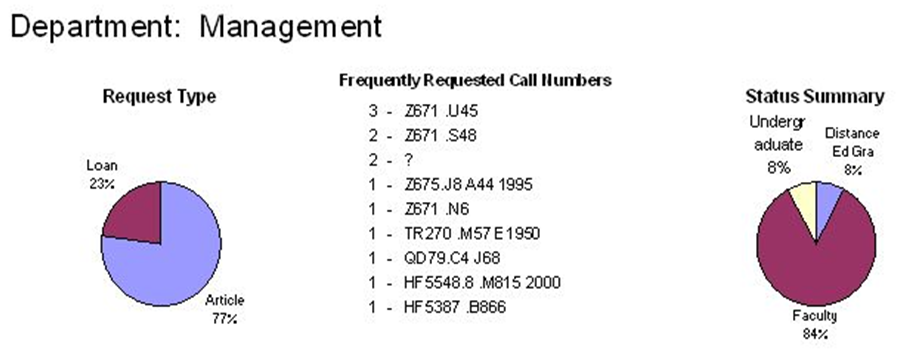 Department: Management
Request Type
Loan
23%
Article
77%
Frequently Requested Call Numbers
3 - Z671 .U45
2 - Z671 .S48
2 - ?
1 - Z675.J8 A44 1995
1 - Z671 .N6
1 - TR270 .M57 E 1950
1 - QD79.C4 J68
1 - HF5548.8 .M815 2000
1 - HF5387 .B866
Status Summary
Undergr
aduate
8%
Distance
Ed Gra
8%
Faculty
84%